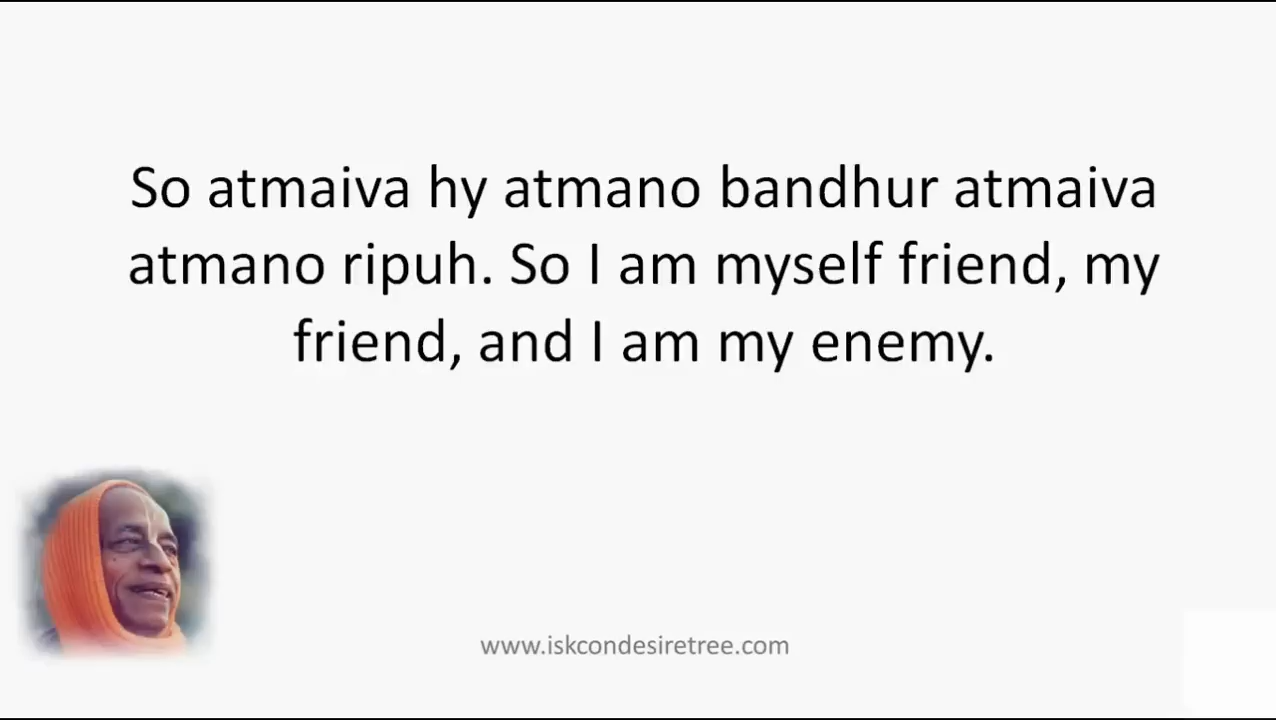 So atmaiva hy atmano bandhur atmaiva
atmano ripuh. So I am myself friend, my
friend, and I am my enemy.
www.iskcondesiretree.com